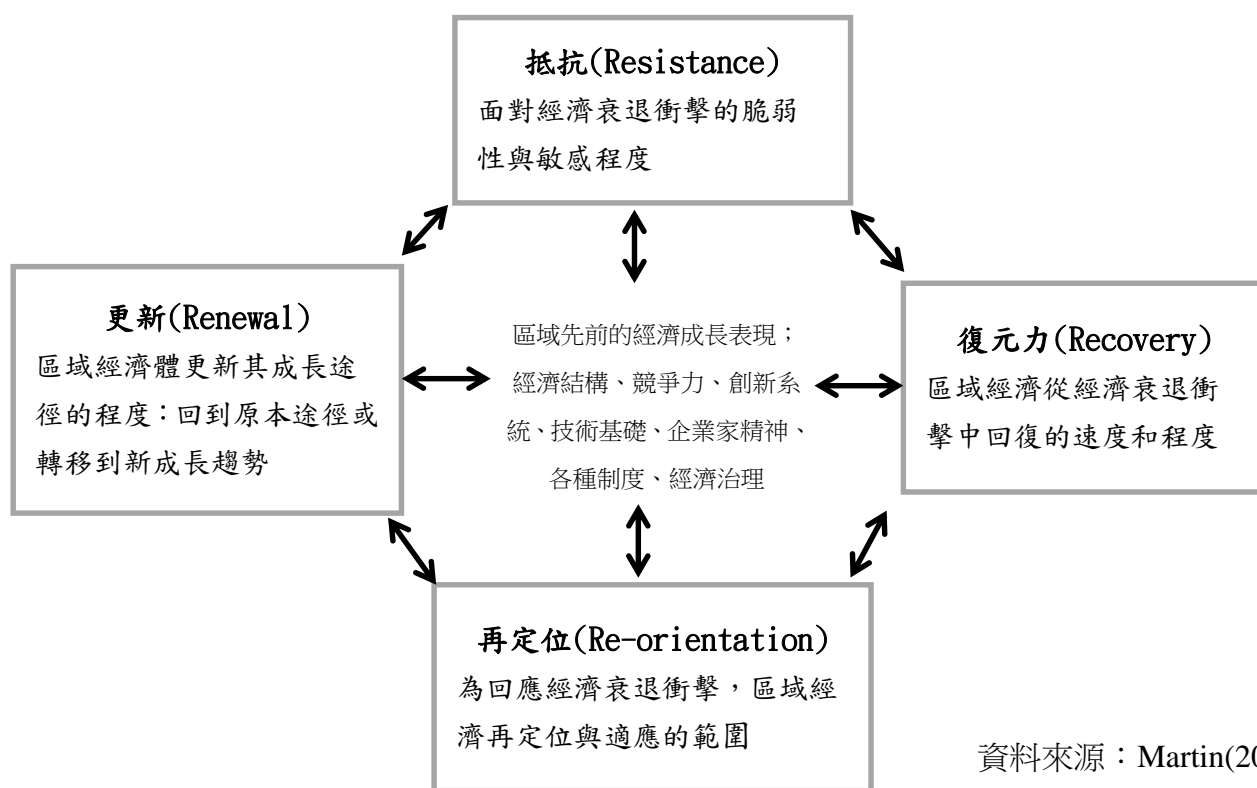 抵抗(Resistance)
面對經濟衰退衝擊的脆弱
性與敏感程度
更新(Renewal)
區域經濟體更新其成長途
徑的程度：回到原本途徑或
轉移到新成長趨勢
區域先前的經濟成長表現；
經濟結構、競爭力、創新系
統、技術基礎、企業家精神、
各種制度、經濟治理
復元力(Recovery)
區域經濟從經濟衰退衝
擊中回復的速度和程度
再定位(Re-orientation)
為回應經濟衰退衝擊，區域經
濟再定位與適應的範圍
資料來源：Martin(20